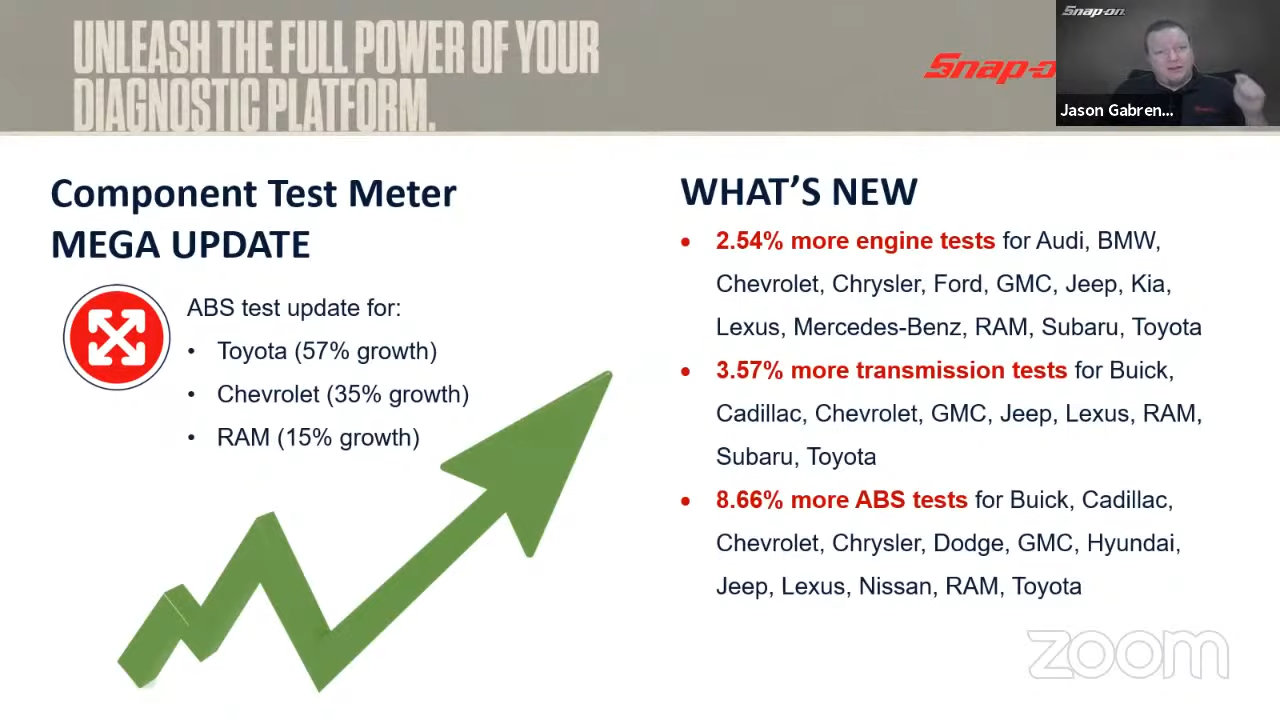 UNLEASH THE FULL POWER OF YOUR
DIAGNOSTIC PLATFORM.
Snap-o
Snap-on
Jason Gabren...
Component Test Meter
MEGA UPDATE
ABS test update for:
• Toyota (57% growth)
• Chevrolet (35% growth)
• RAM (15% growth)
WHAT'S NEW
• 2.54% more engine tests for Audi, BMW,
Chevrolet, Chrysler, Ford, GMC, Jeep, Kia,
Lexus, Mercedes-Benz, RAM, Subaru, Toyota
• 3.57% more transmission tests for Buick,
Cadillac, Chevrolet, GMC, Jeep, Lexus, RAM,
Subaru, Toyota
• 8.66% more ABS tests for Buick, Cadillac,
Chevrolet, Chrysler, Dodge, GMC, Hyundai,
Jeep, Lexus, Nissan, RAM, Toyota
zoom